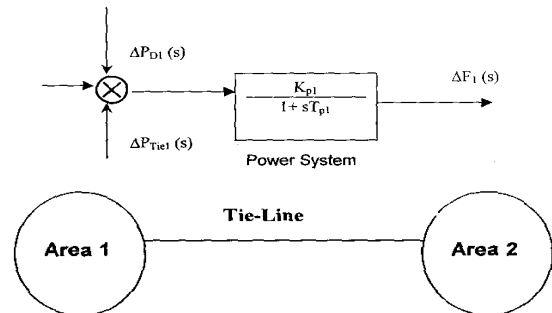 ΔP_D1 (s)
K_p1
1 + sT_p1
ΔF_1 (s)
ΔP_Tie1 (s)
Power System
Tie-Line
Area 1
Area 2